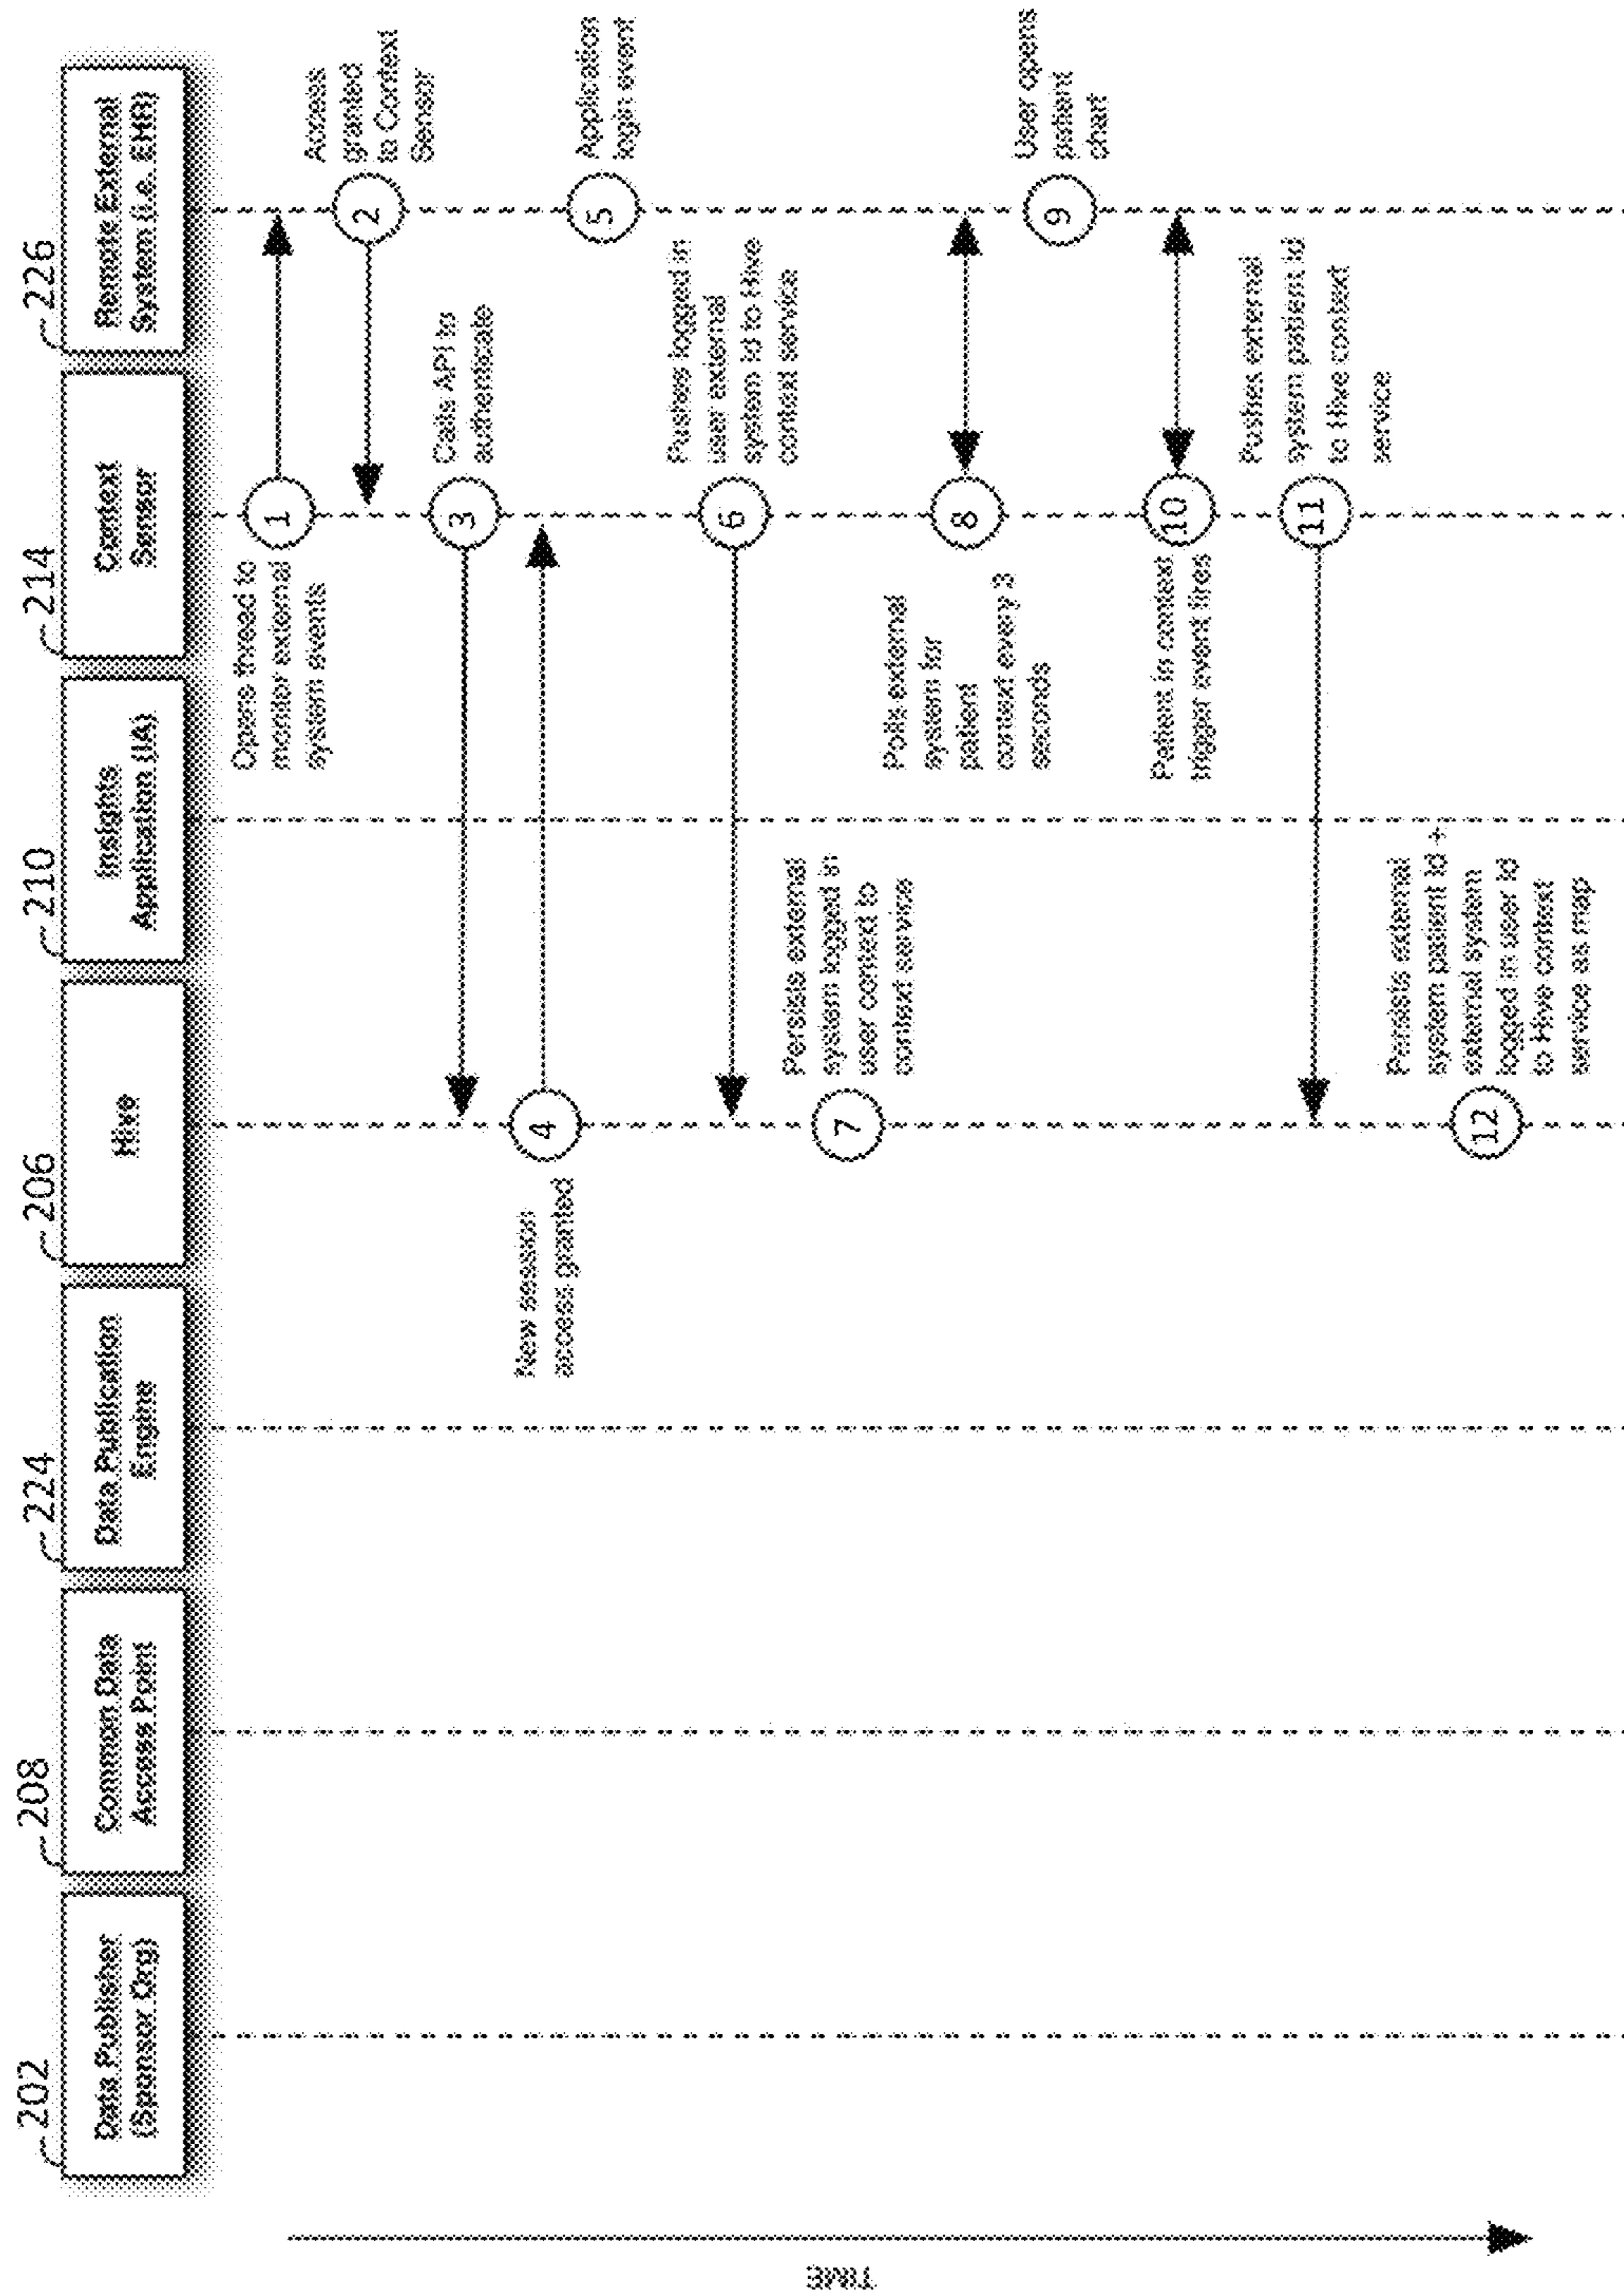 202
Data Publisher
(Sponsor Org)
208
Common Data
Access Point
224
Data Publication
Engine
206
Hive
210
Insights
Application (IA)
214
Context
Sensor
226
Remote External
System (i.e. EHR)
TIME
1
Opens thread to
monitor external
system events
2
Access
granted
to Context
Sensor
3
Calls API to
authenticate
4
New session
access granted
5
Application
login event
6
Pushes logged in
user external
system id to Hive
context service
7
Persists external
system logged in
user context to
context service
8
Polls external
system for
patient
context every 3
seconds
9
User opens
patient
chart
10
Patient in context
trigger event fires
11
Pushes external
system patient id
to Hive context
service
12
Persists external
system patient id +
external system
logged in user id
to Hive context
service as map